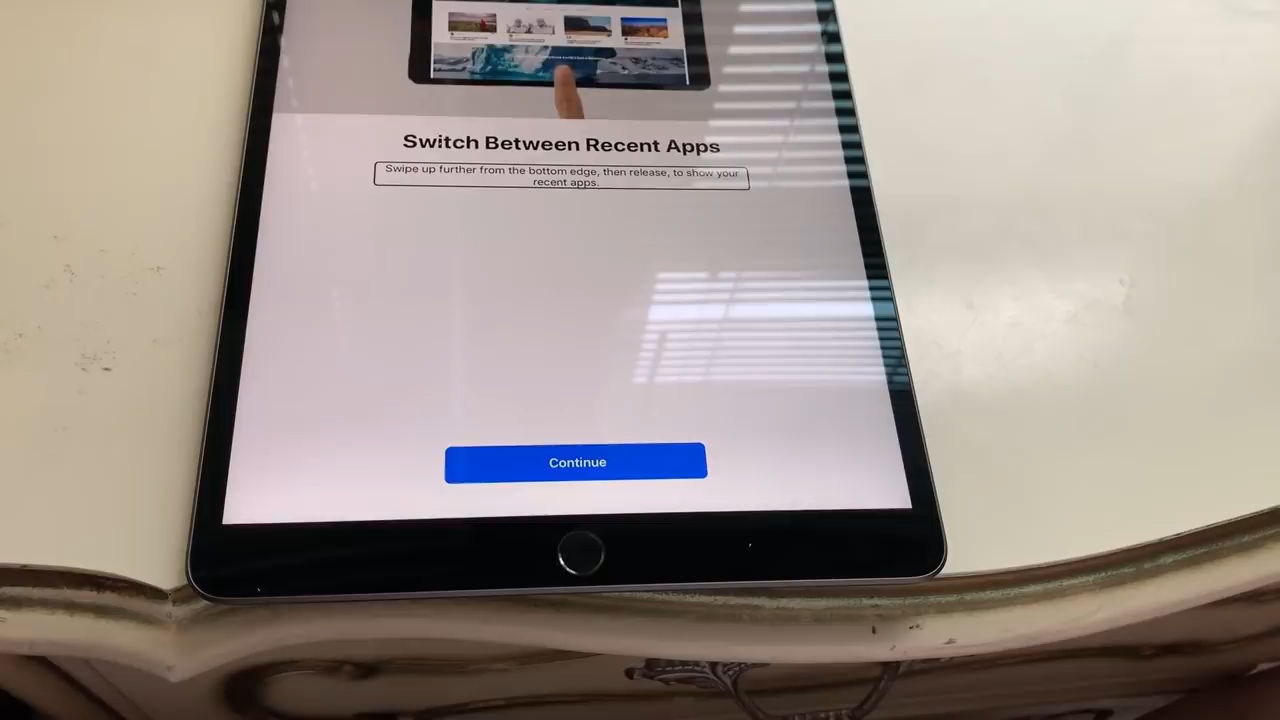 Switch Between Recent Apps
Swipe up further from the bottom edge, then release, to show your
recent apps.
Continue